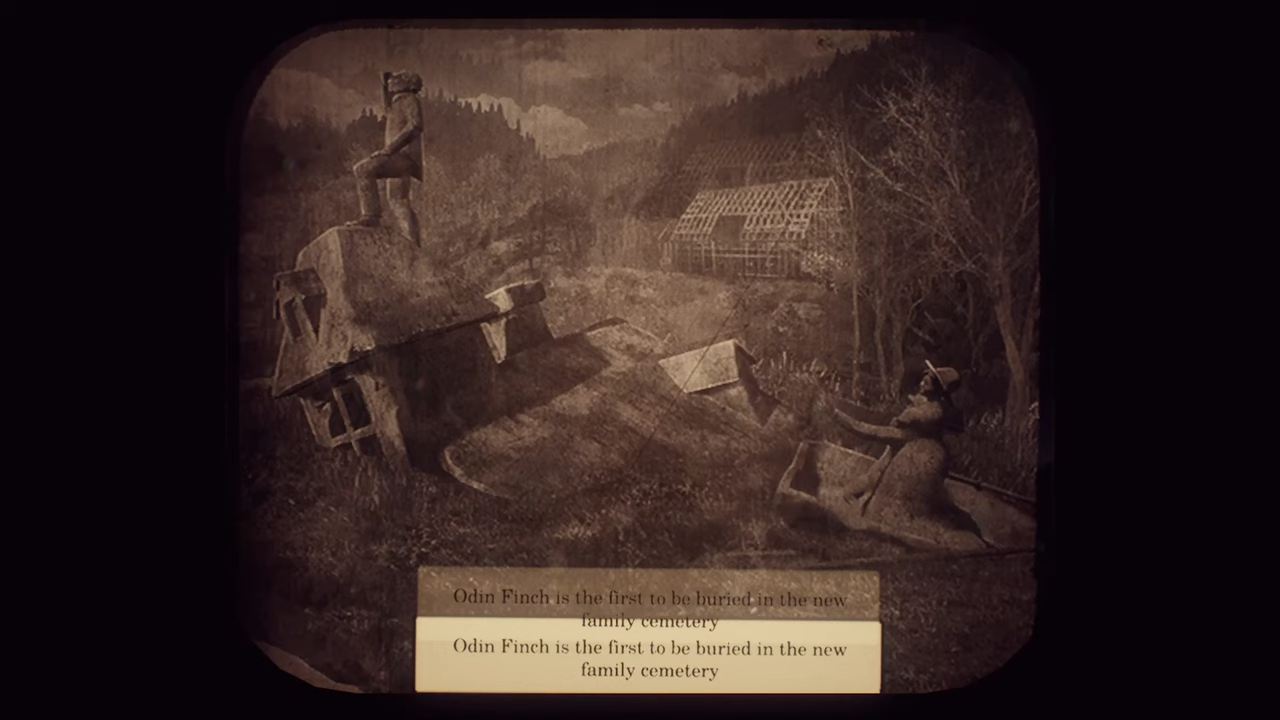 Odin Finch is the first to be buried in the new
family cemetery
Odin Finch is the first to be buried in the new
family cemetery